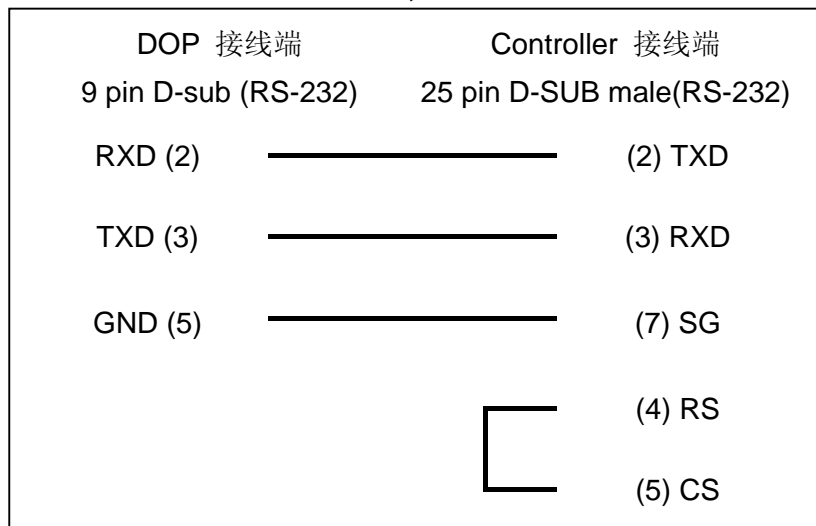 DOP 接线端 Controller 接线端
9 pin D-sub (RS-232) 25 pin D-SUB male(RS-232)
RXD (2) (2) TXD
TXD (3) (3) RXD
GND (5) (7) SG
(4) RS
(5) CS